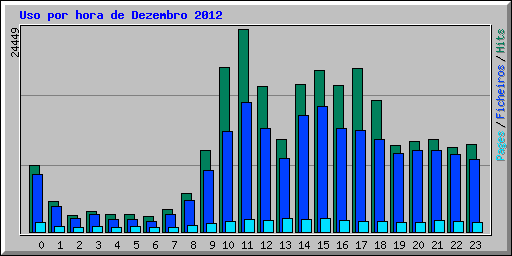 Uso por hora de Dezembro 2012
24449
Pages / Ficheiros / Hits
0 1 2 3 4 5 6 7 8 9 10 11 12 13 14 15 16 17 18 19 20 21 22 23